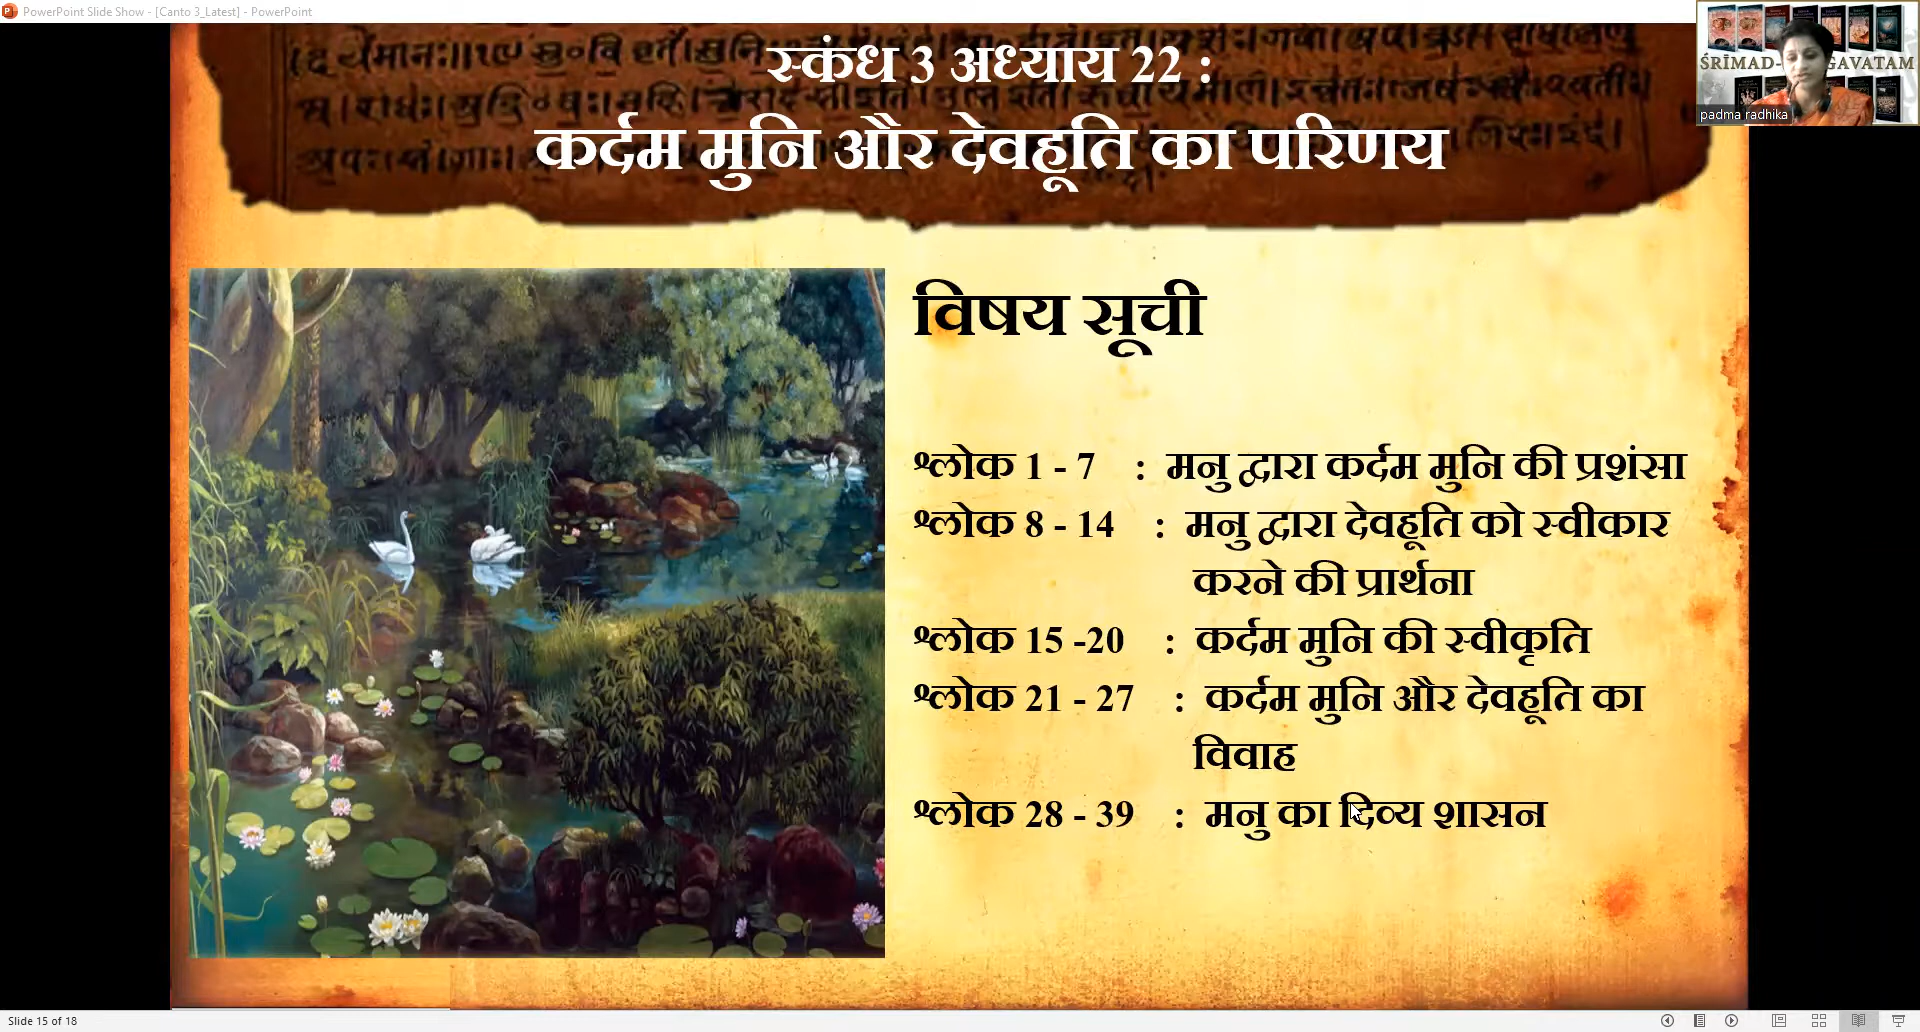 PowerPoint Slide Show - [Canto 3_Latest] - PowerPoint
स्कंध 3 अध्याय 22 :
कर्दम मुनि और देवहूति का परिणय
ŚRĪMAD- GAVATAM
padma radhika
विषय सूची
श्लोक 1 - 7 : मनु द्वारा कर्दम मुनि की प्रशंसा
श्लोक 8 - 14 : मनु द्वारा देवहूति को स्वीकार
करने की प्रार्थना
श्लोक 15 -20 : कर्दम मुनि की स्वीकृति
श्लोक 21 - 27 : कर्दम मुनि और देवहूति का
विवाह
श्लोक 28 - 39 : मनु का दिव्य शासन
Slide 15 of 18